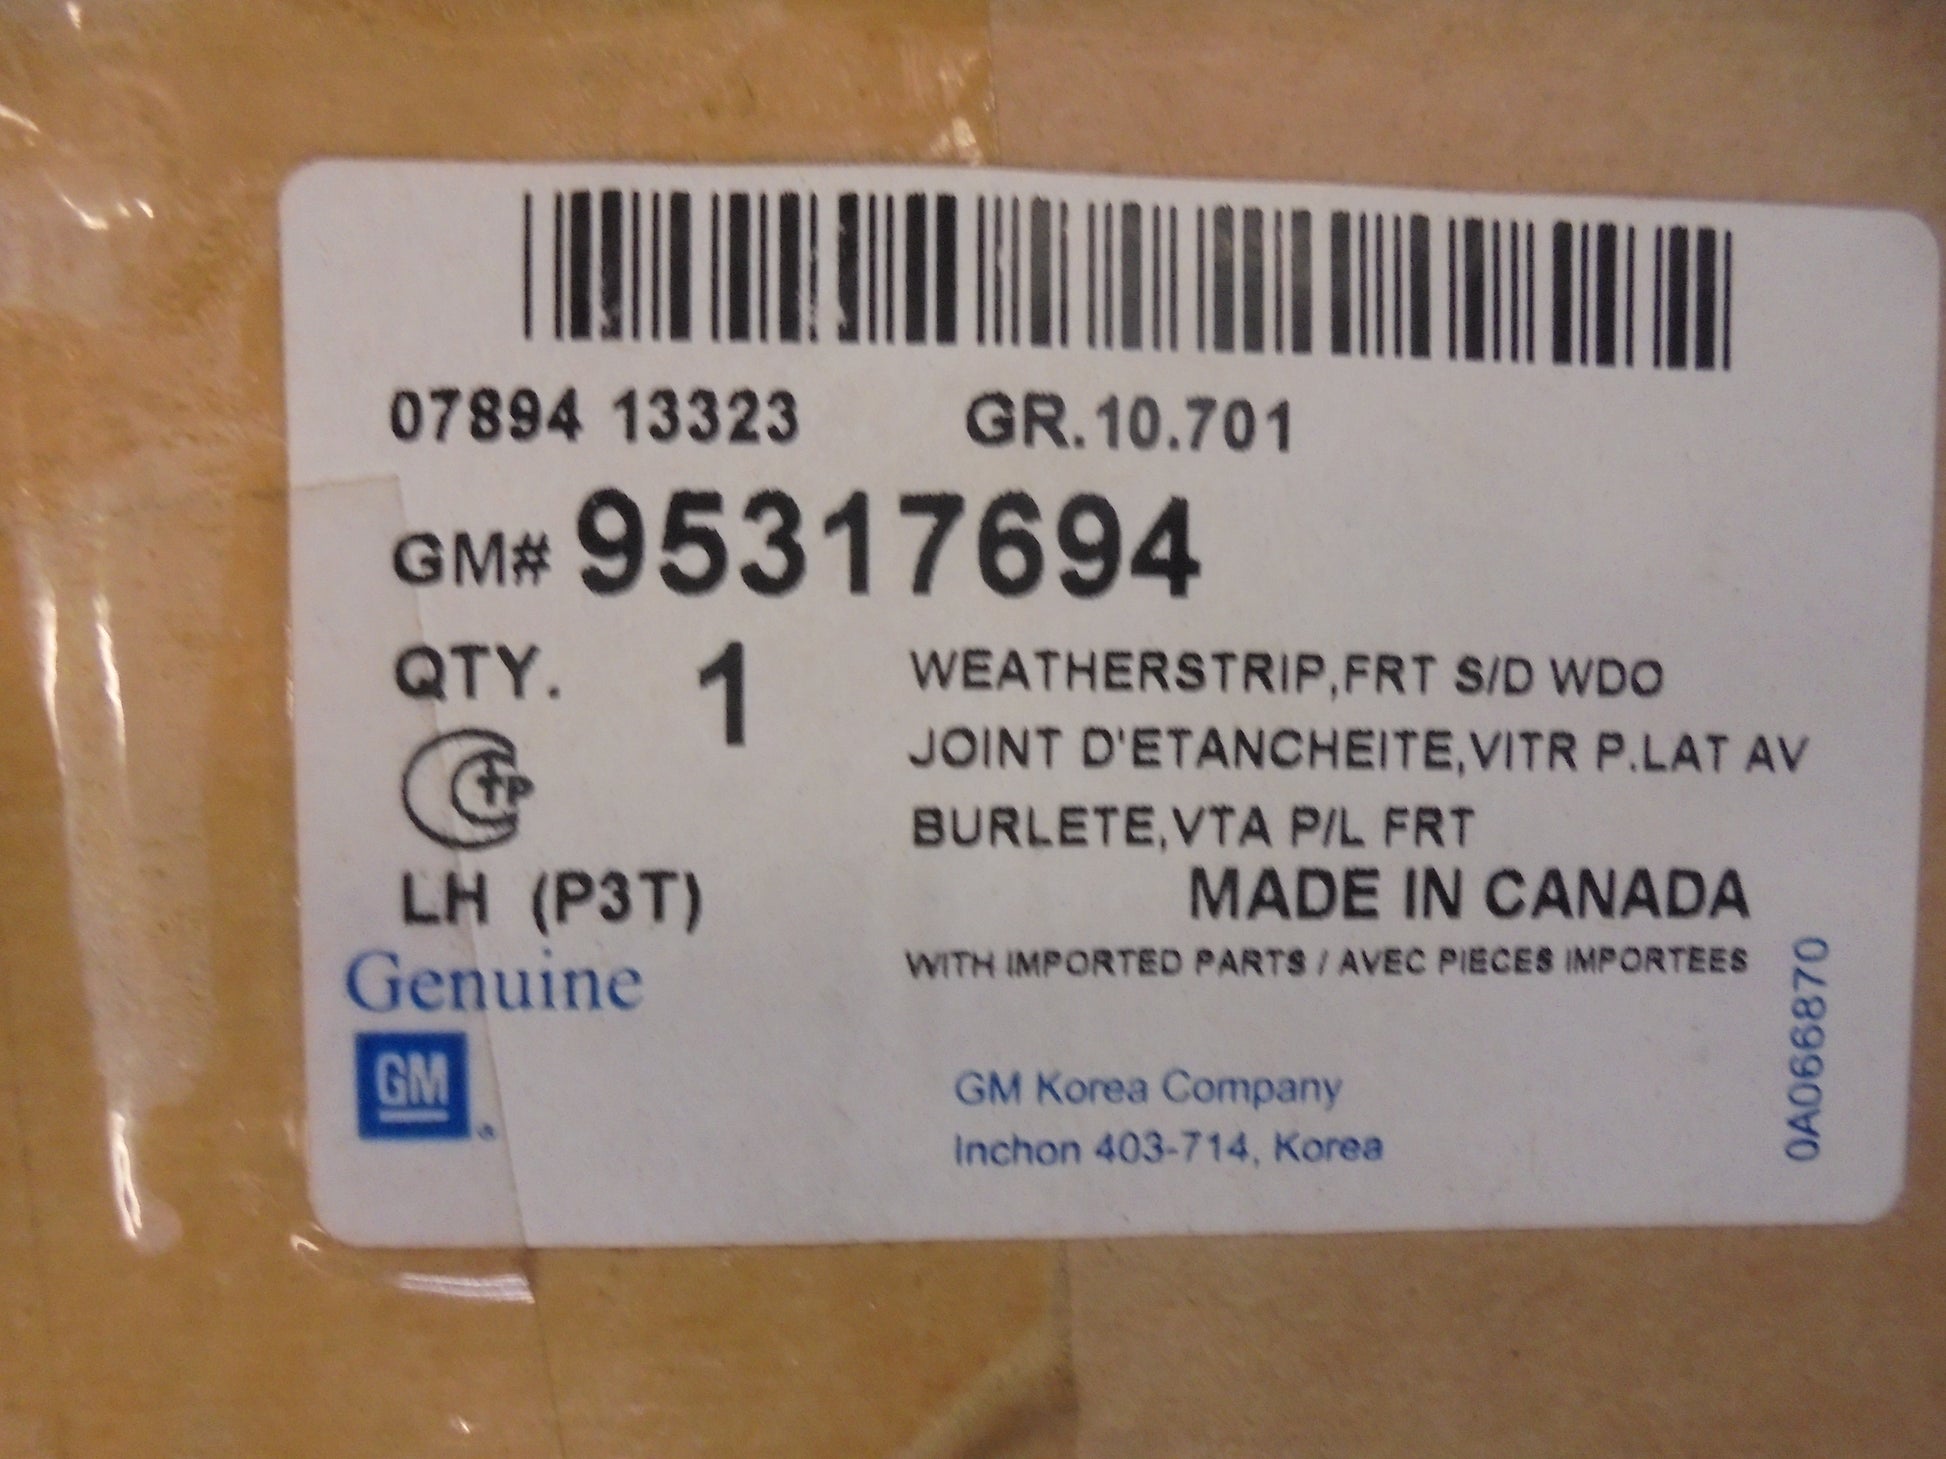 07894 13323 GR.10.701
GM# 95317694
QTY. 1
WEATHERSTRIP,FRT S/D WDO
JOINT D'ETANCHEITE,VITR P.LAT AV
BURLETE,VTA P/L FRT
LH (P3T)
MADE IN CANADA
WITH IMPORTED PARTS / AVEC PIECES IMPORTEES
Genuine
GM
GM Korea Company
Inchon 403-714, Korea
0A066870